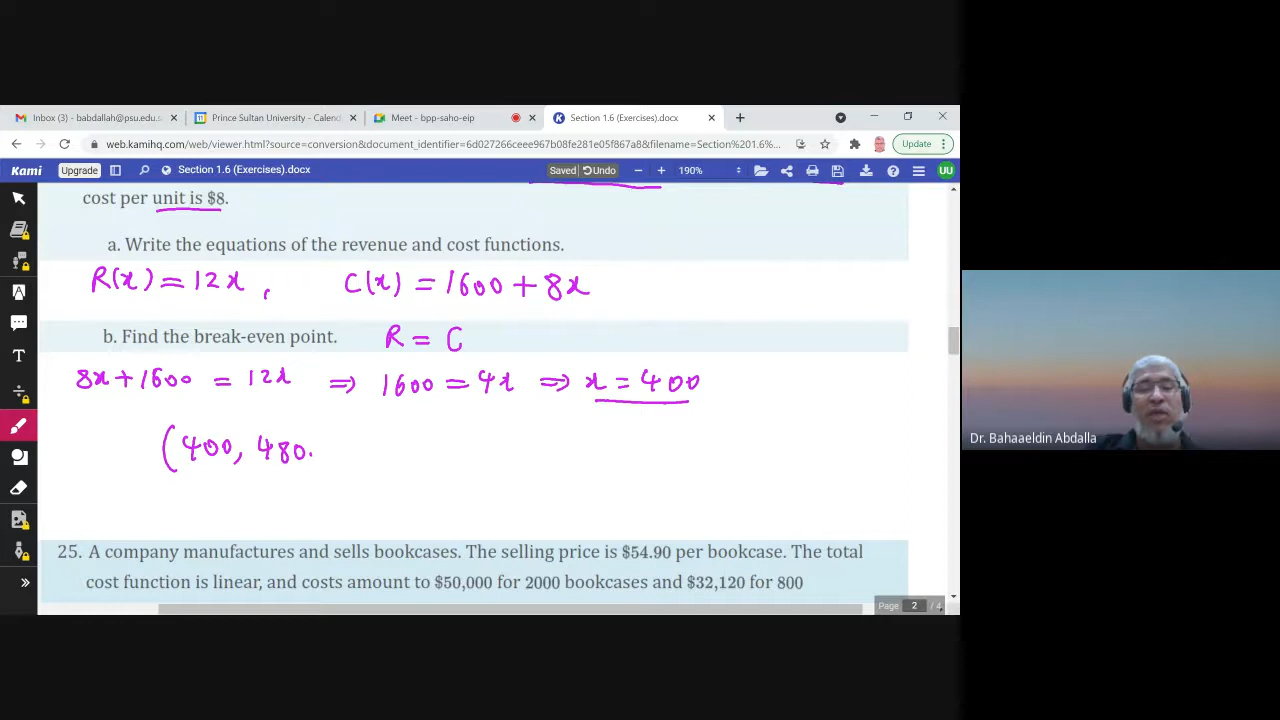 Inbox (3) - babdallah@psu.edu.s
Prince Sultan University - Calend
Meet - bpp-saho-eip
Section 1.6 (Exercises).docx
web.kamihq.com/web/viewer.html?source=conversion&document_identifier=6d027266ceee967b08fe281e05f867a8&filename=Section%201.6%...
Update
Kami
Upgrade
Section 1.6 (Exercises).docx
Saved
Undo
190%
UU
cost per unit is $8.
a. Write the equations of the revenue and cost functions.
R(x) = 12x , C(x) = 1600 + 8x
b. Find the break-even point. R = C
8x + 1600 = 12x ⇒ 1600 = 4x ⇒ x = 400
(400, 480.
Dr. Bahaaeldin Abdalla
25. A company manufactures and sells bookcases. The selling price is $54.90 per bookcase. The total
cost function is linear, and costs amount to $50,000 for 2000 bookcases and $32,120 for 800
Page 2 / 4